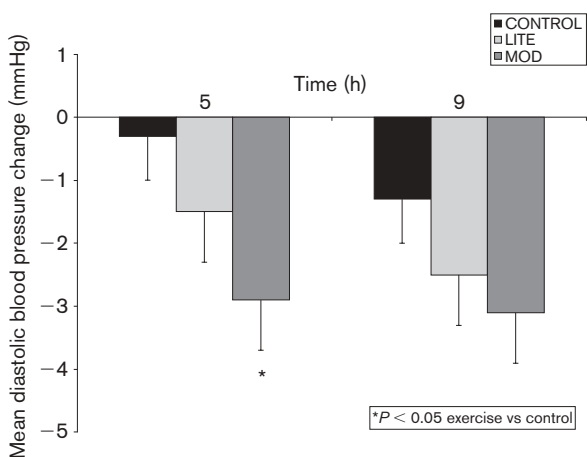 CONTROL
LITE
MOD
Mean diastolic blood pressure change (mmHg)
1
0
−1
−2
−3
−4
−5
Time (h)
5
9
*
*P < 0.05 exercise vs control